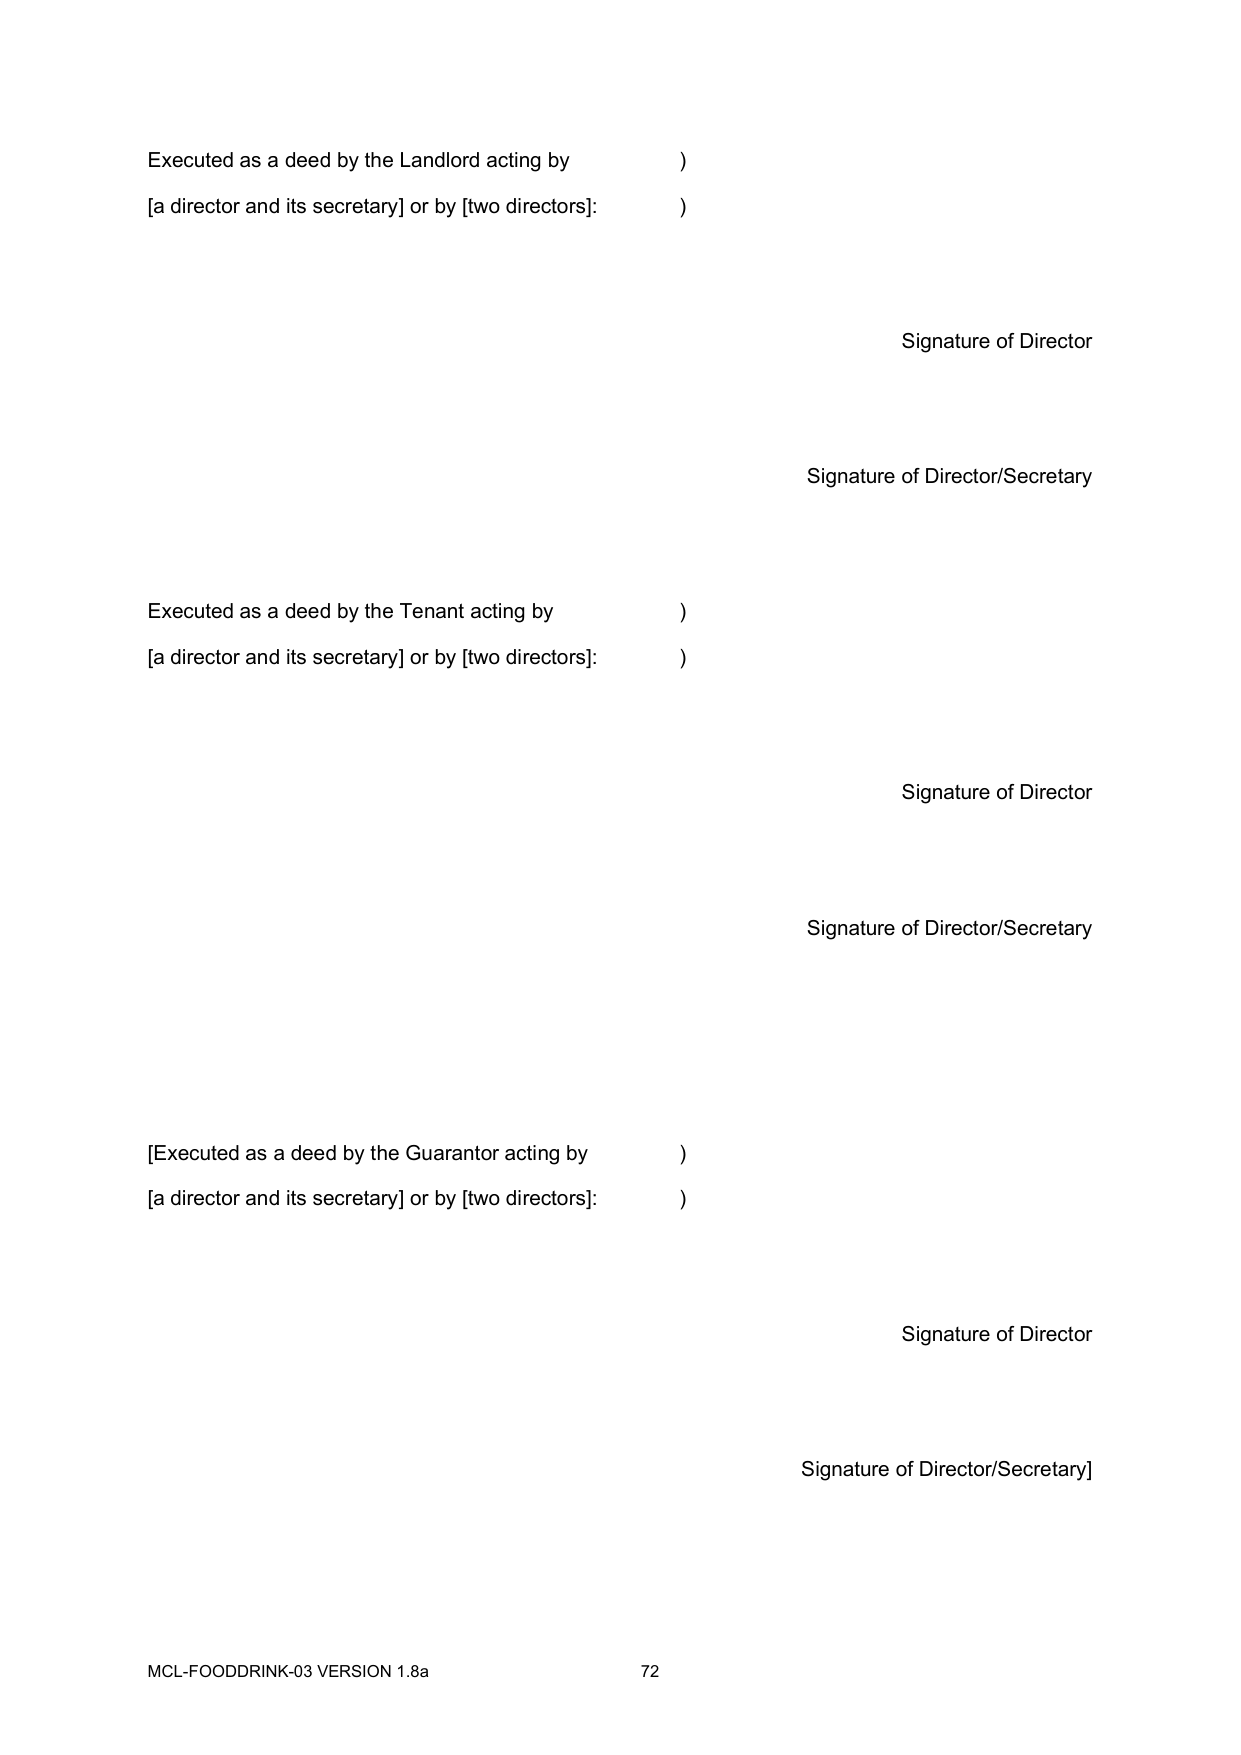 Executed as a deed by the Landlord acting by )
[a director and its secretary] or by [two directors]: )
Signature of Director
Signature of Director/Secretary
Executed as a deed by the Tenant acting by )
[a director and its secretary] or by [two directors]: )
Signature of Director
Signature of Director/Secretary
[Executed as a deed by the Guarantor acting by )
[a director and its secretary] or by [two directors]: )
Signature of Director
Signature of Director/Secretary]
MCL-FOODDRINK-03 VERSION 1.8a 72